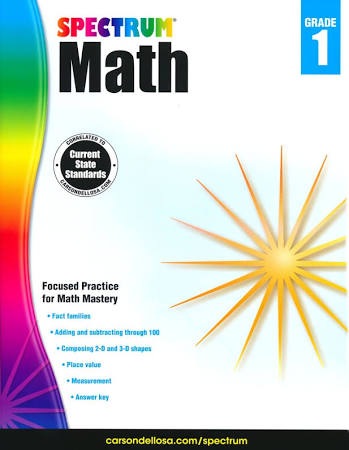 SPECTRUM®
Math
GRADE
1
CORRELATED TO
Current
State
Standards
CARSONDELLOSA.COM
Focused Practice
for Math Mastery
• Fact families
• Adding and subtracting through 100
• Composing 2-D and 3-D shapes
• Place value
• Measurement
• Answer key
carsondellosa.com/spectrum